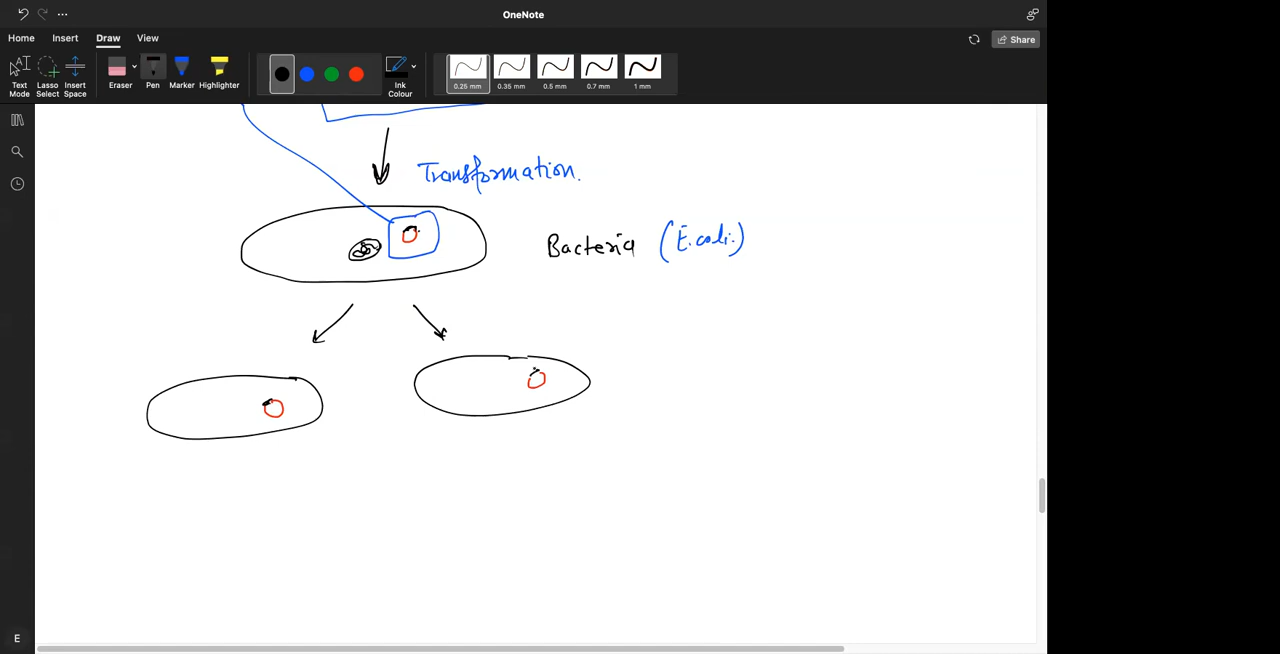 OneNote
Home Insert Draw View
Share
Text Mode
Lasso Select
Insert Space
Eraser
Pen
Marker
Highlighter
Ink Colour
0.25 mm 0.35 mm 0.5 mm 0.7 mm 1 mm
Transformation.
Bacteria (E.coli.)
E